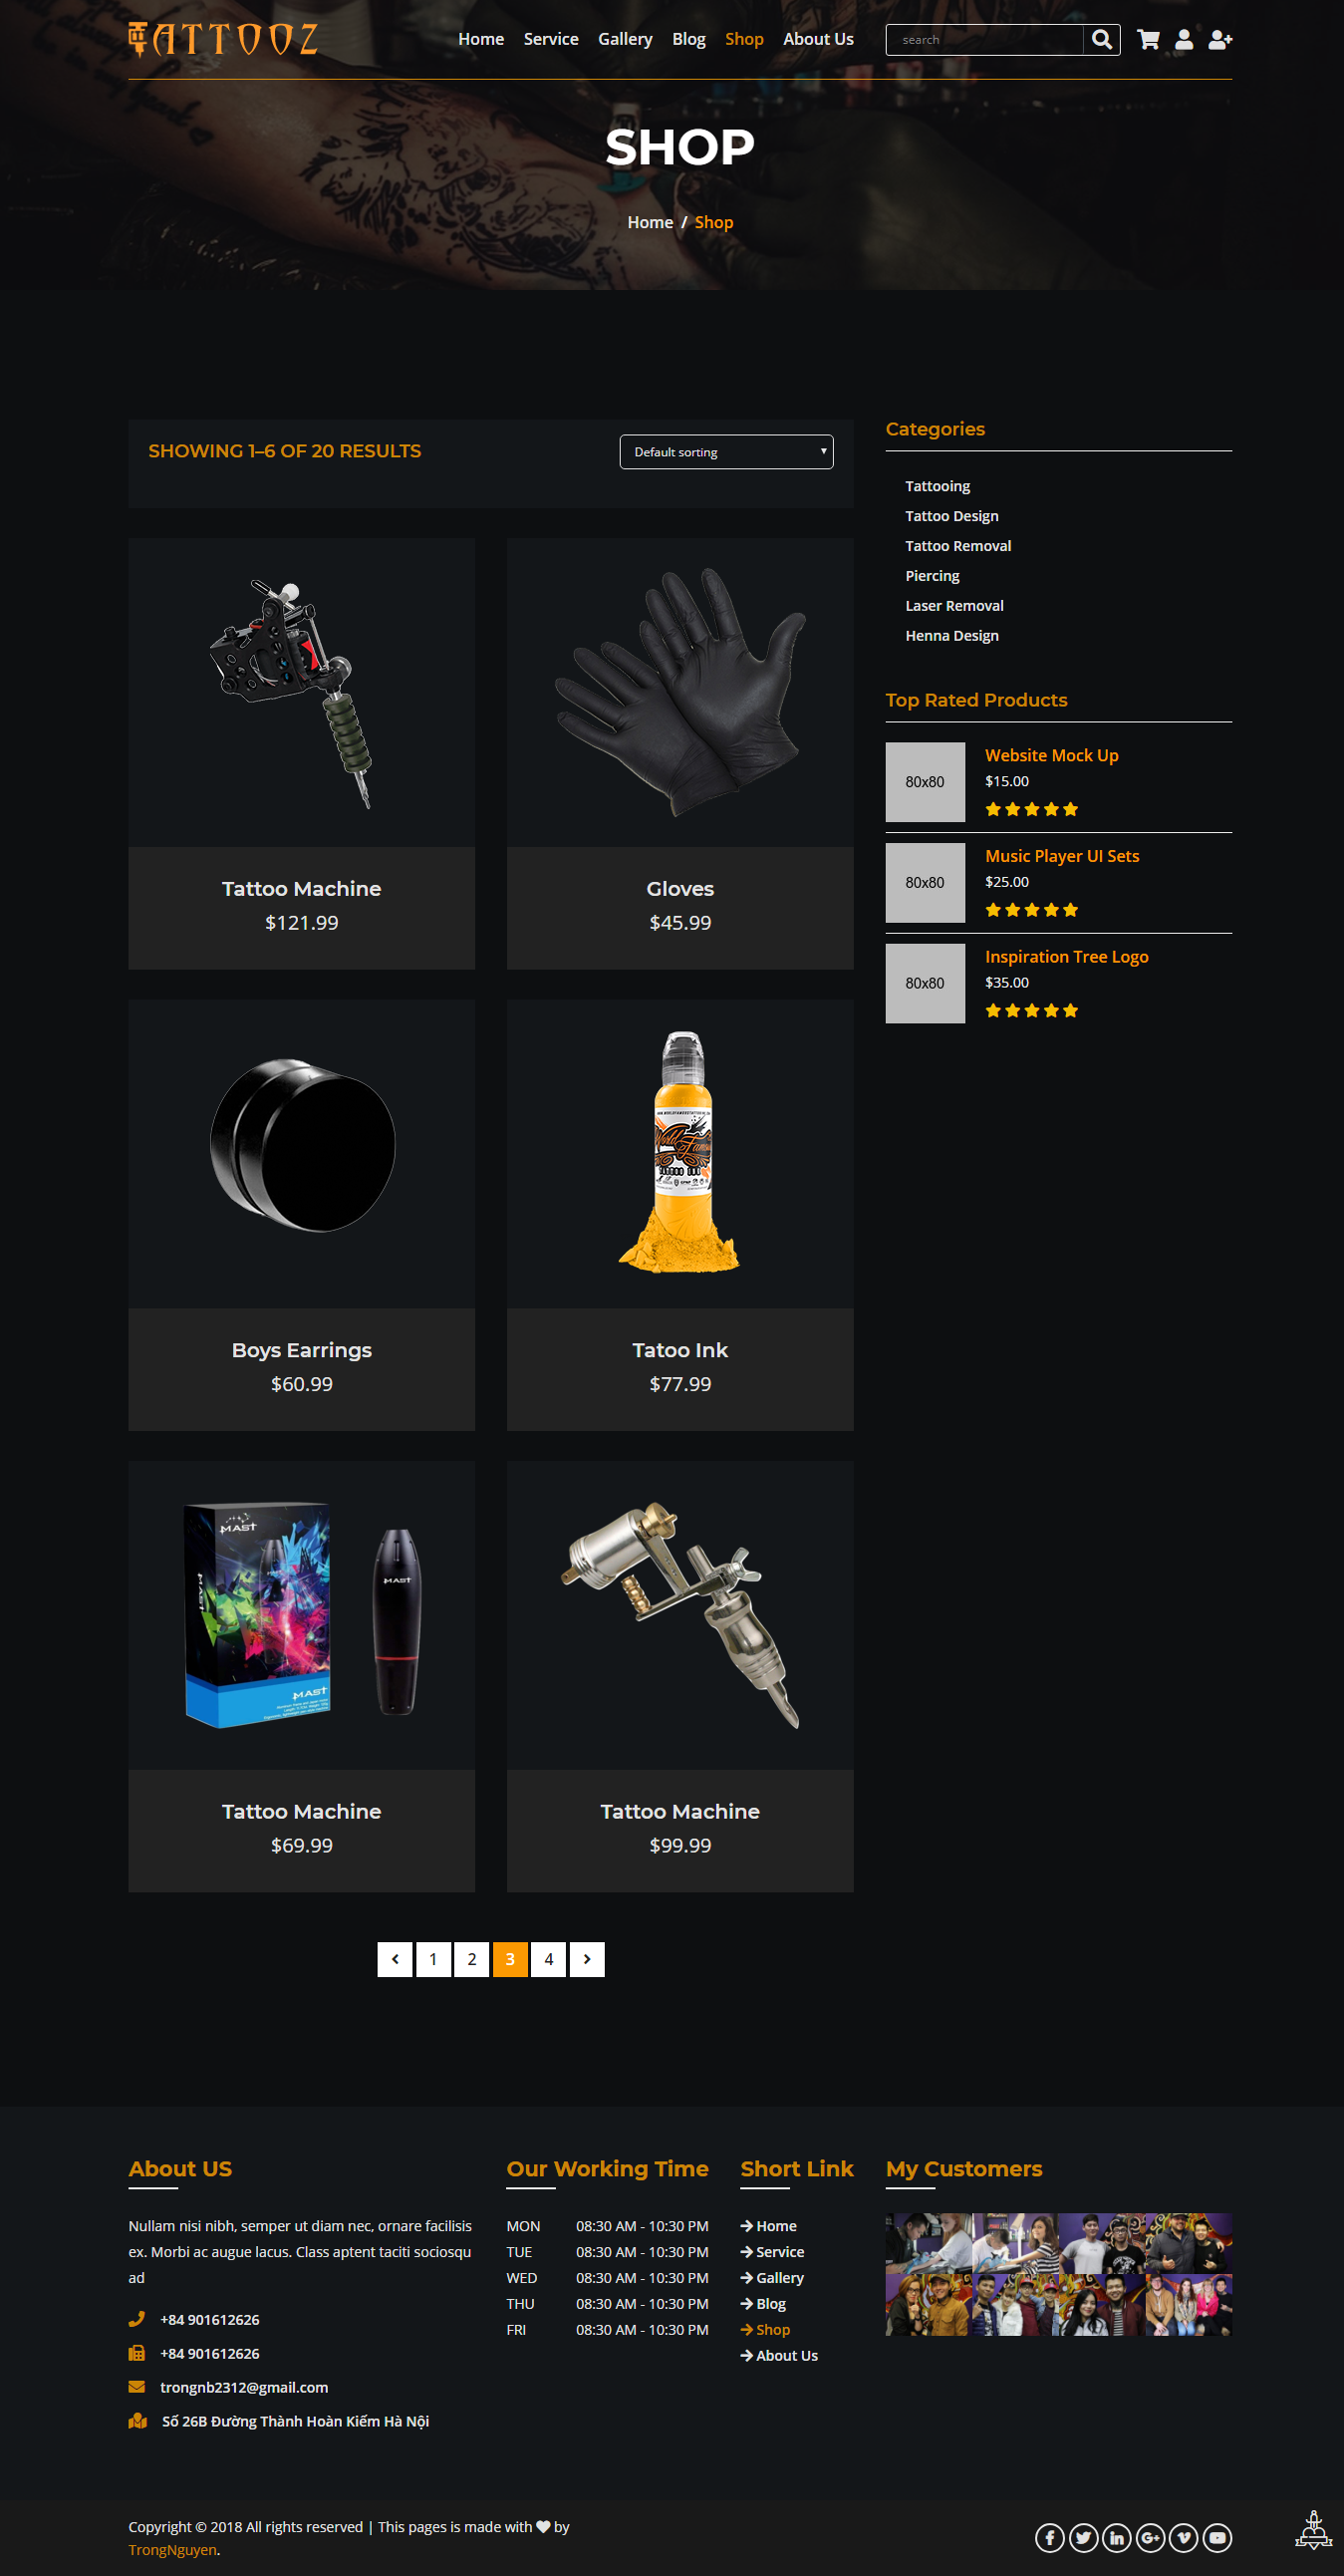 TATTOOZ
Home Service Gallery Blog Shop About Us
search
SHOP
Home / Shop
SHOWING 1–6 OF 20 RESULTS
Default sorting
Tattoo Machine
$121.99
Gloves
$45.99
Boys Earrings
$60.99
World Famous
TATTOO INK
Tatoo Ink
$77.99
MAST
MAST
MAST
MAST
Tattoo Machine
$69.99
Tattoo Machine
$99.99
1 2 3 4
Categories
Tattooing
Tattoo Design
Tattoo Removal
Piercing
Laser Removal
Henna Design
Top Rated Products
80x80
Website Mock Up
$15.00
80x80
Music Player UI Sets
$25.00
80x80
Inspiration Tree Logo
$35.00
About US
Nullam nisi nibh, semper ut diam nec, ornare facilisis
ex. Morbi ac augue lacus. Class aptent taciti sociosqu
ad
+84 901612626
+84 901612626
trongnb2312@gmail.com
Số 26B Đường Thành Hoàn Kiếm Hà Nội
Our Working Time
MON 08:30 AM - 10:30 PM
TUE 08:30 AM - 10:30 PM
WED 08:30 AM - 10:30 PM
THU 08:30 AM - 10:30 PM
FRI 08:30 AM - 10:30 PM
Short Link
Home
Service
Gallery
Blog
Shop
About Us
My Customers
Copyright © 2018 All rights reserved | This pages is made with by
TrongNguyen.